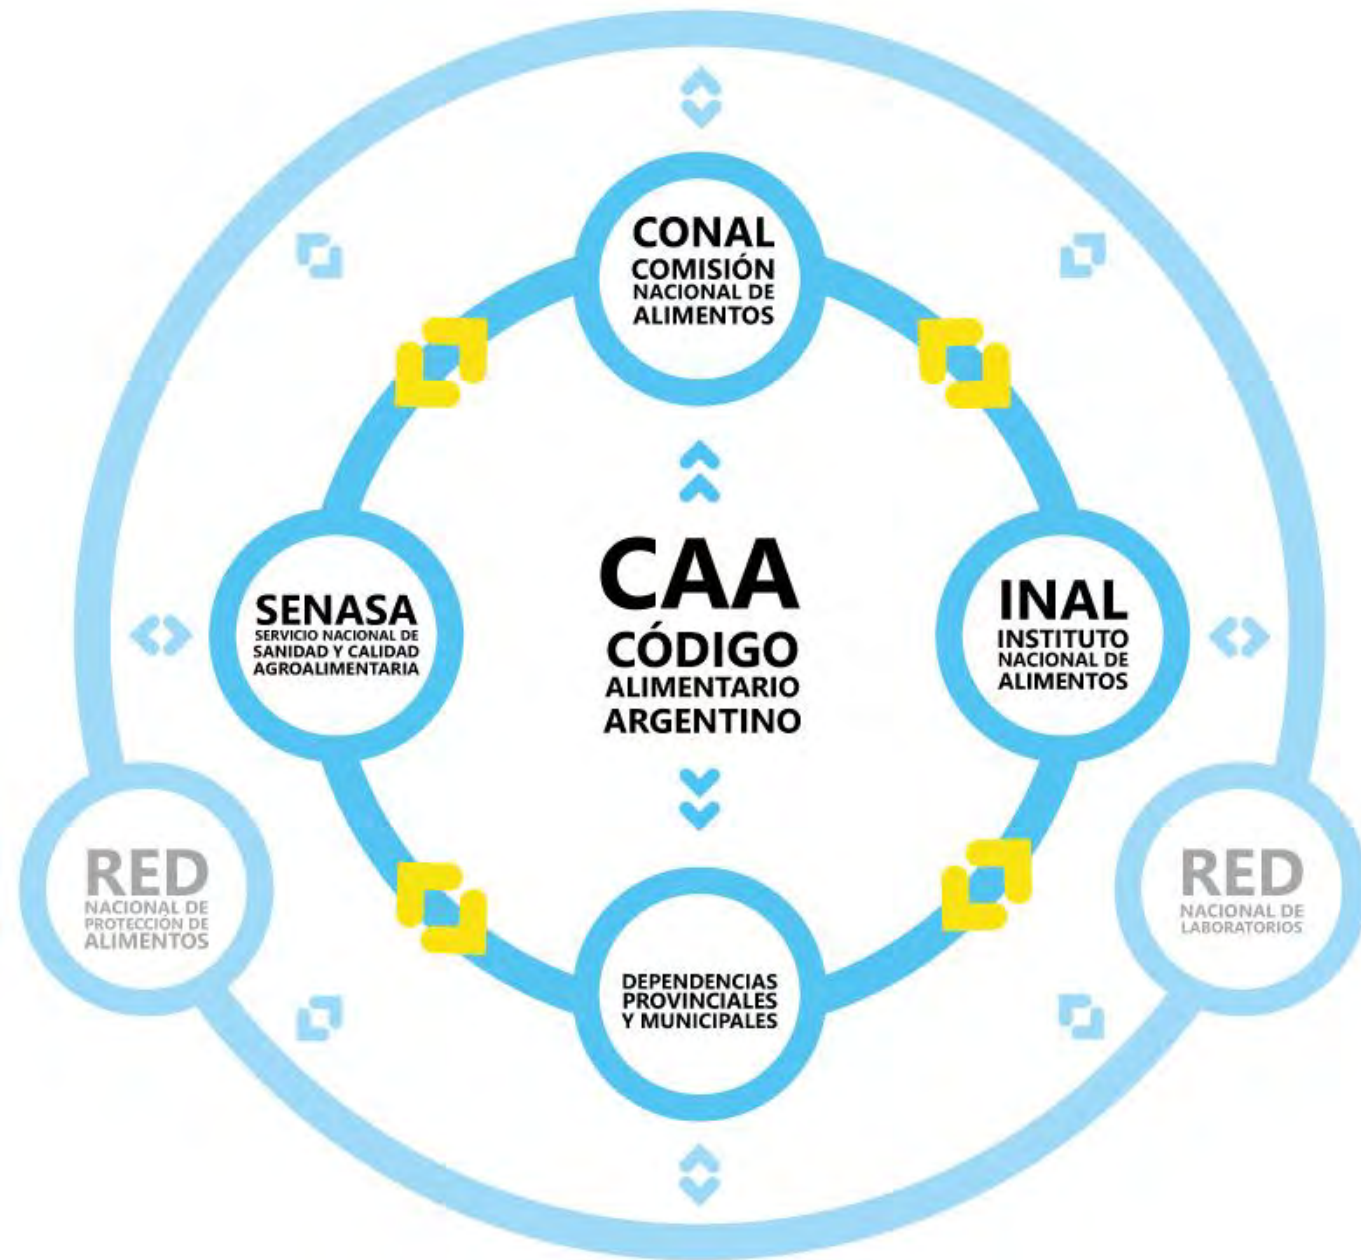 CONAL
COMISIÓN
NACIONAL DE
ALIMENTOS
SENASA
SERVICIO NACIONAL DE
SANIDAD Y CALIDAD
AGROALIMENTARIA
CAA
CÓDIGO
ALIMENTARIO
ARGENTINO
INAL
INSTITUTO
NACIONAL DE
ALIMENTOS
RED
NACIONAL DE
PROTECCIÓN DE
ALIMENTOS
DEPENDENCIAS
PROVINCIALES
Y MUNICIPALES
RED
NACIONAL DE
LABORATORIOS